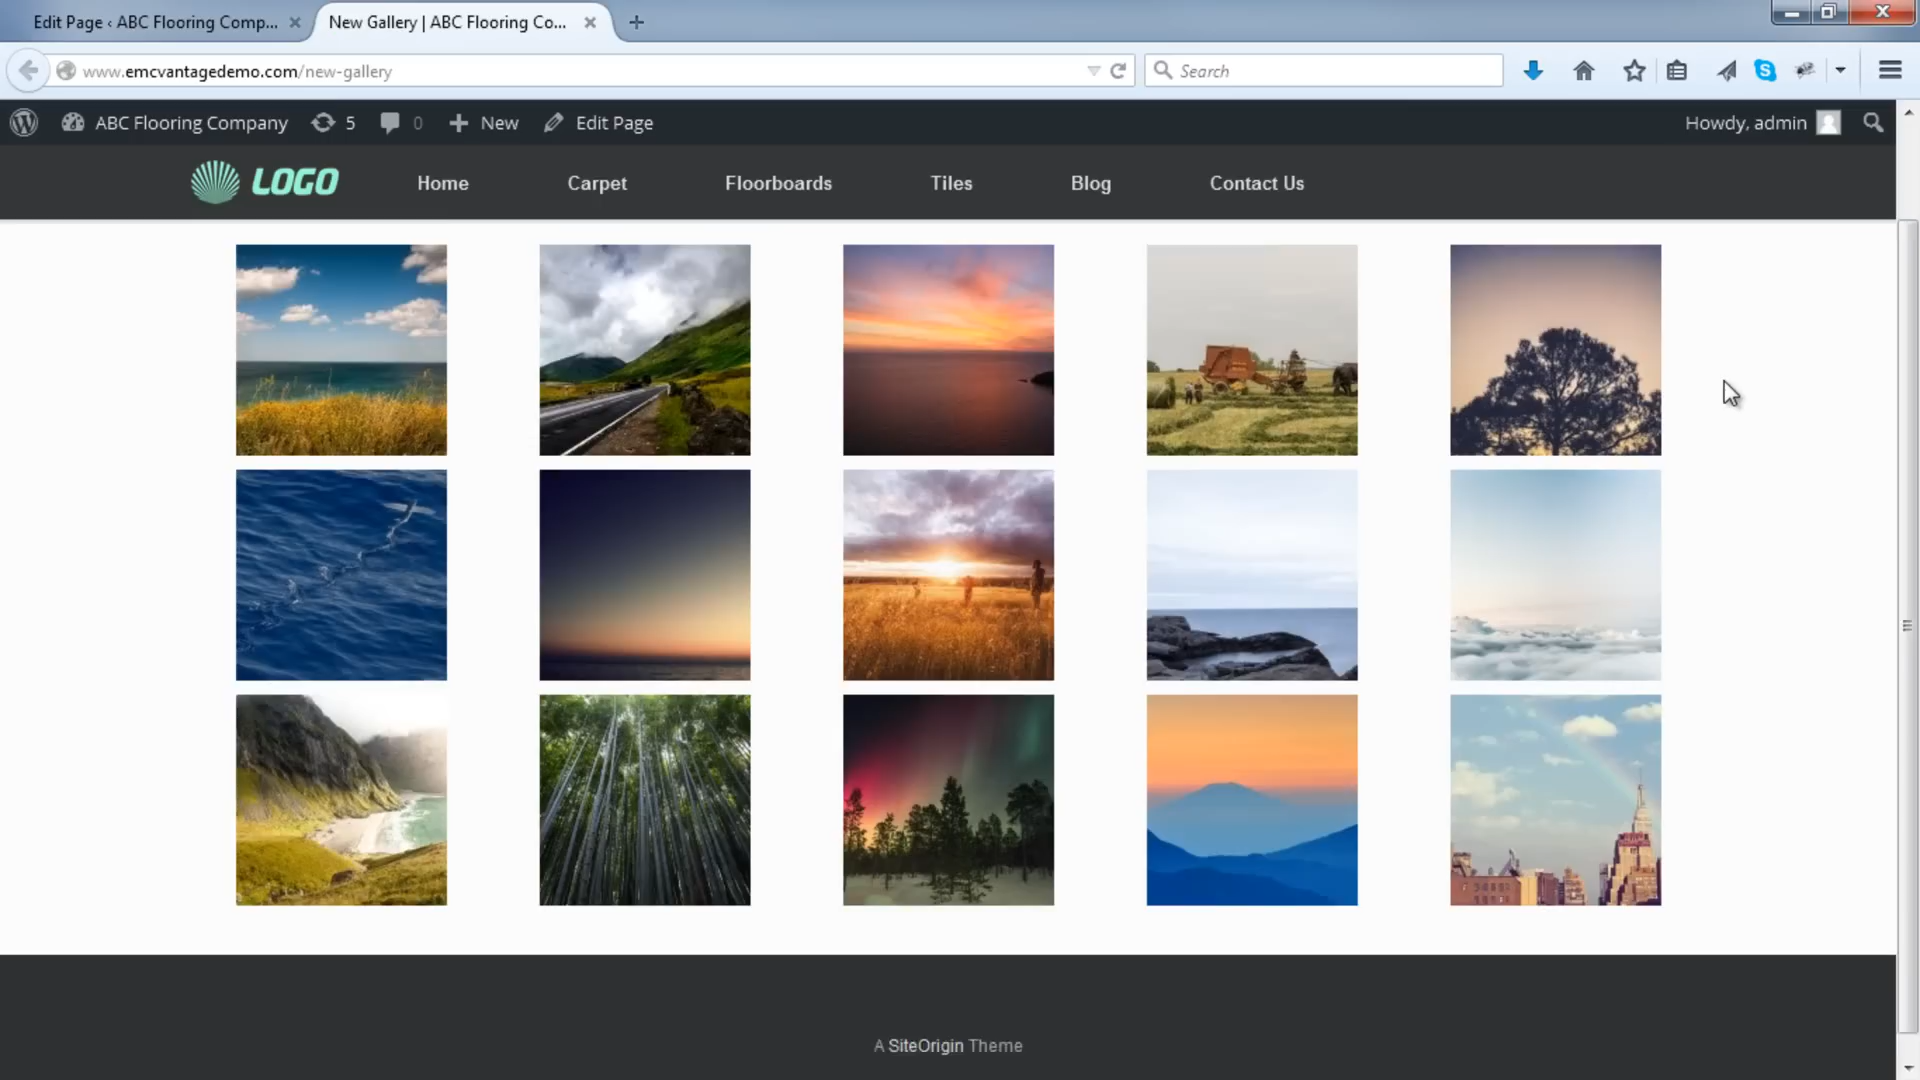 Edit Page ‹ ABC Flooring Comp...
New Gallery | ABC Flooring Co...
www.emcvantagedemo.com/new-gallery
Search
ABC Flooring Company
5
0
New
Edit Page
Howdy, admin
LOGO
Home
Carpet
Floorboards
Tiles
Blog
Contact Us
A SiteOrigin Theme